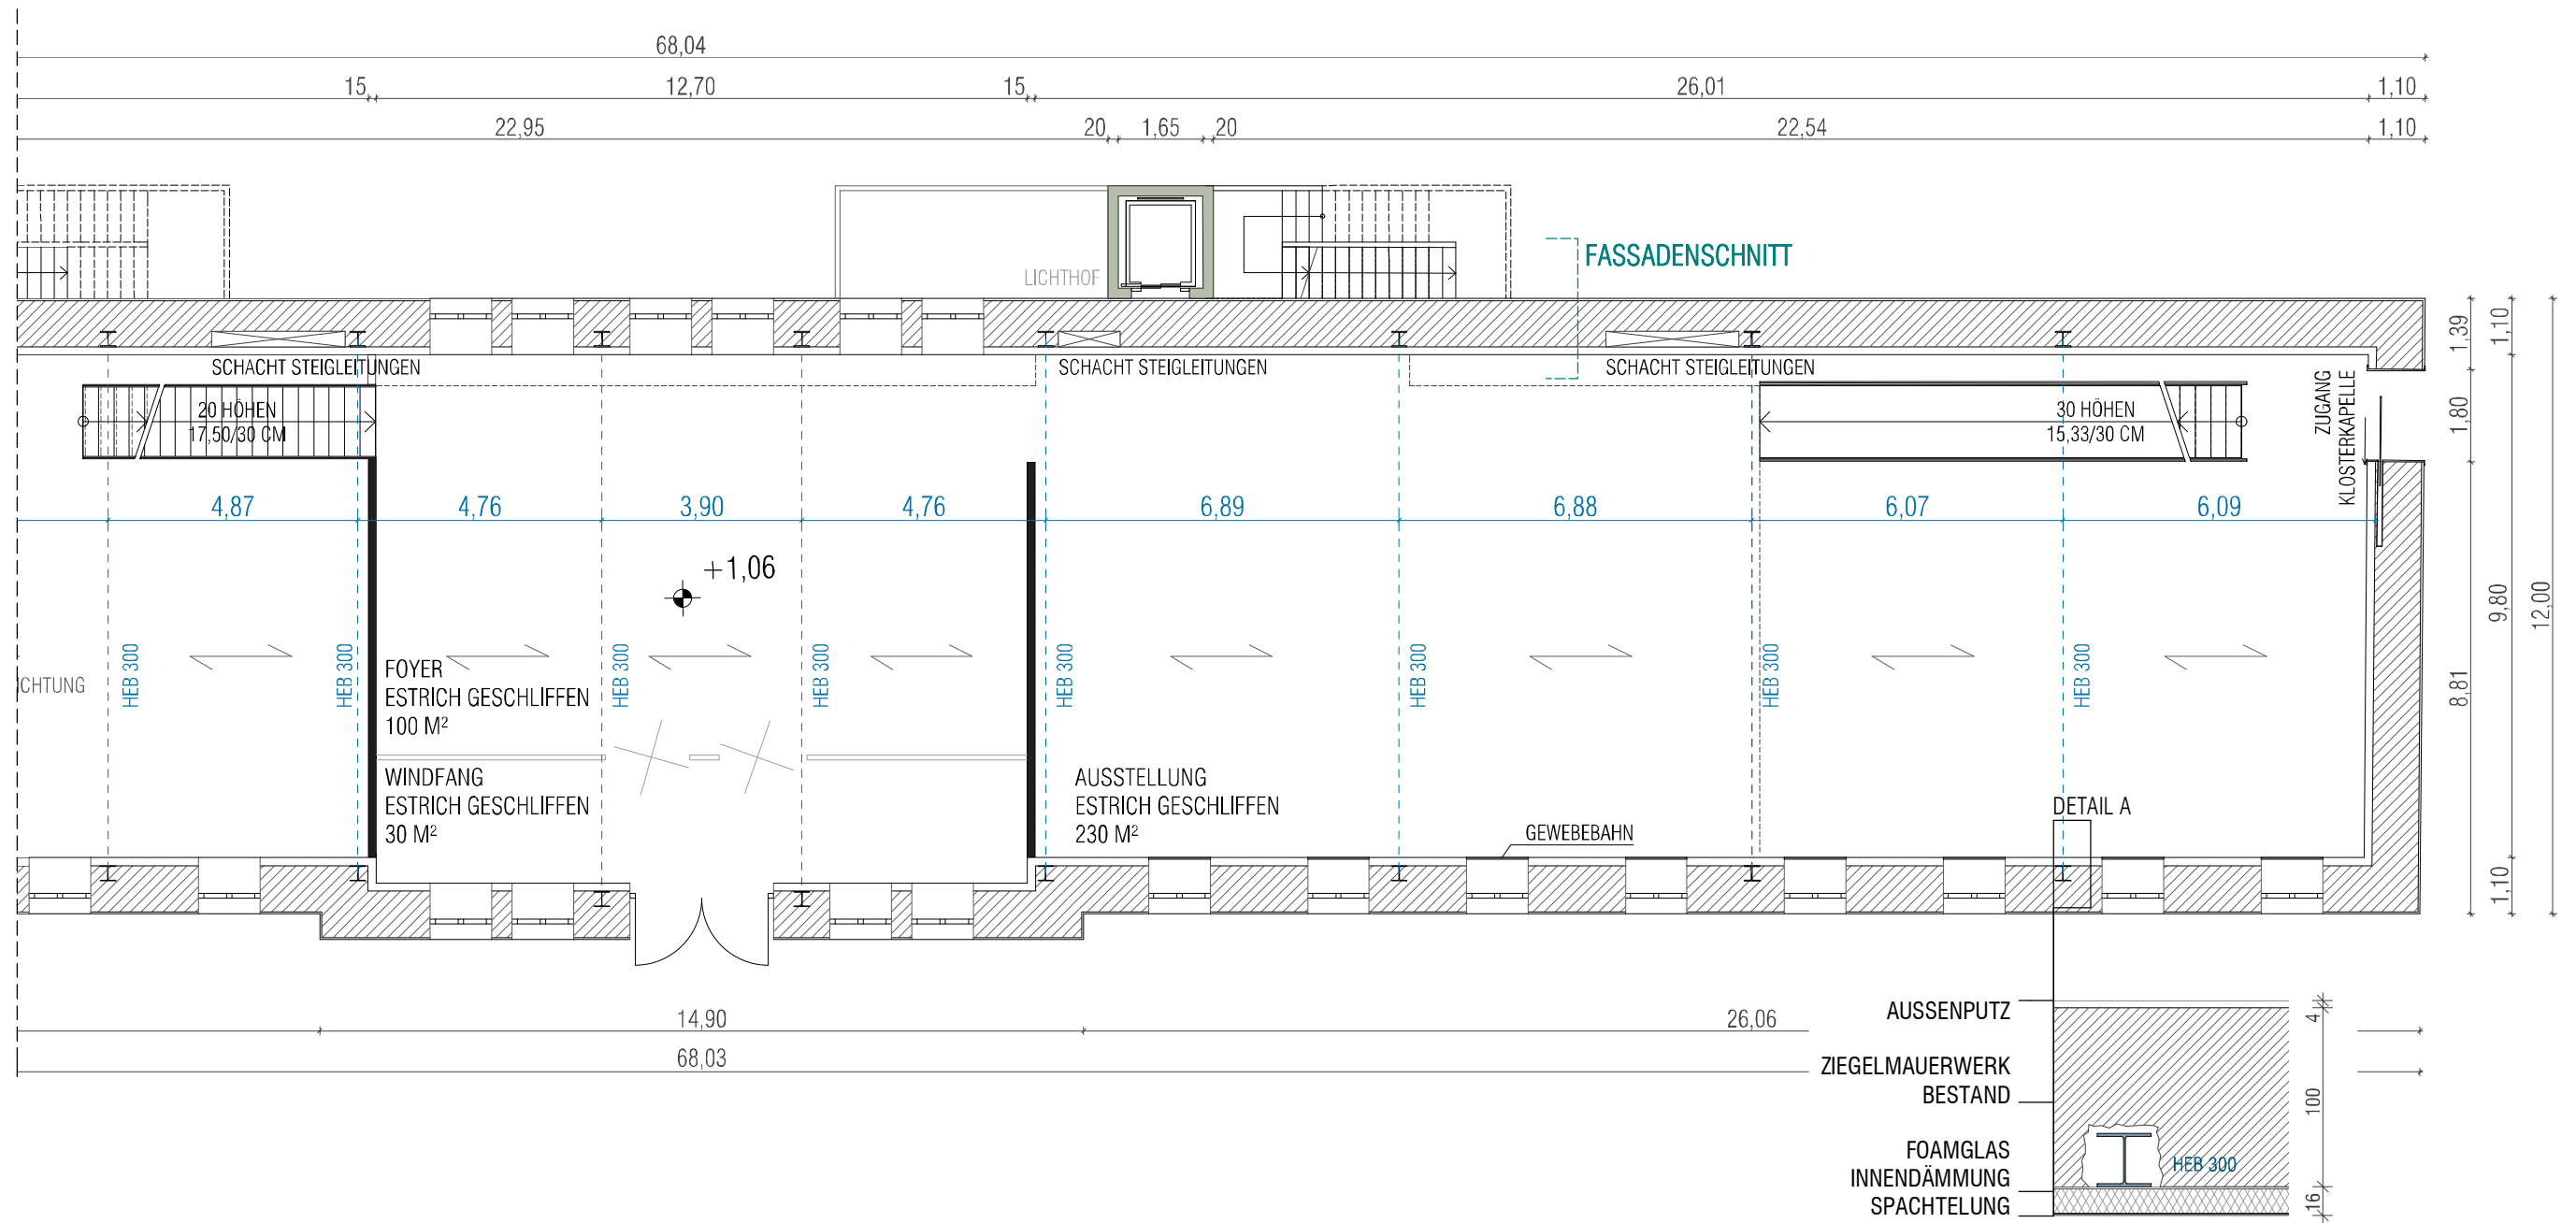 68,04
15 12,70 15 26,01 1,10
22,95 20 1,65 20 22,54 1,10
FASSADENSCHNITT
LICHTHOF
1,39
1,10
SCHACHT STEIGLEITUNGEN
SCHACHT STEIGLEITUNGEN
SCHACHT STEIGLEITUNGEN
20 HÖHEN
17,50/30 CM
30 HÖHEN
15,33/30 CM
ZUGANG
KLOSTERKAPELLE
1,80
4,87 4,76 3,90 4,76 6,89 6,88 6,07 6,09
+1,06
9,80
12,00
8,81
HEB 300
HEB 300
HEB 300
HEB 300
HEB 300
HEB 300
HEB 300
HEB 300
CHTUNG
FOYER
ESTRICH GESCHLIFFEN
100 M²
WINDFANG
ESTRICH GESCHLIFFEN
30 M²
AUSSTELLUNG
ESTRICH GESCHLIFFEN
230 M²
GEWEBEBAHN
DETAIL A
1,10
14,90 26,06
68,03
AUSSENPUTZ
ZIEGELMAUERWERK
BESTAND
FOAMGLAS
INNENDÄMMUNG
SPACHTELUNG
HEB 300
4
100
16